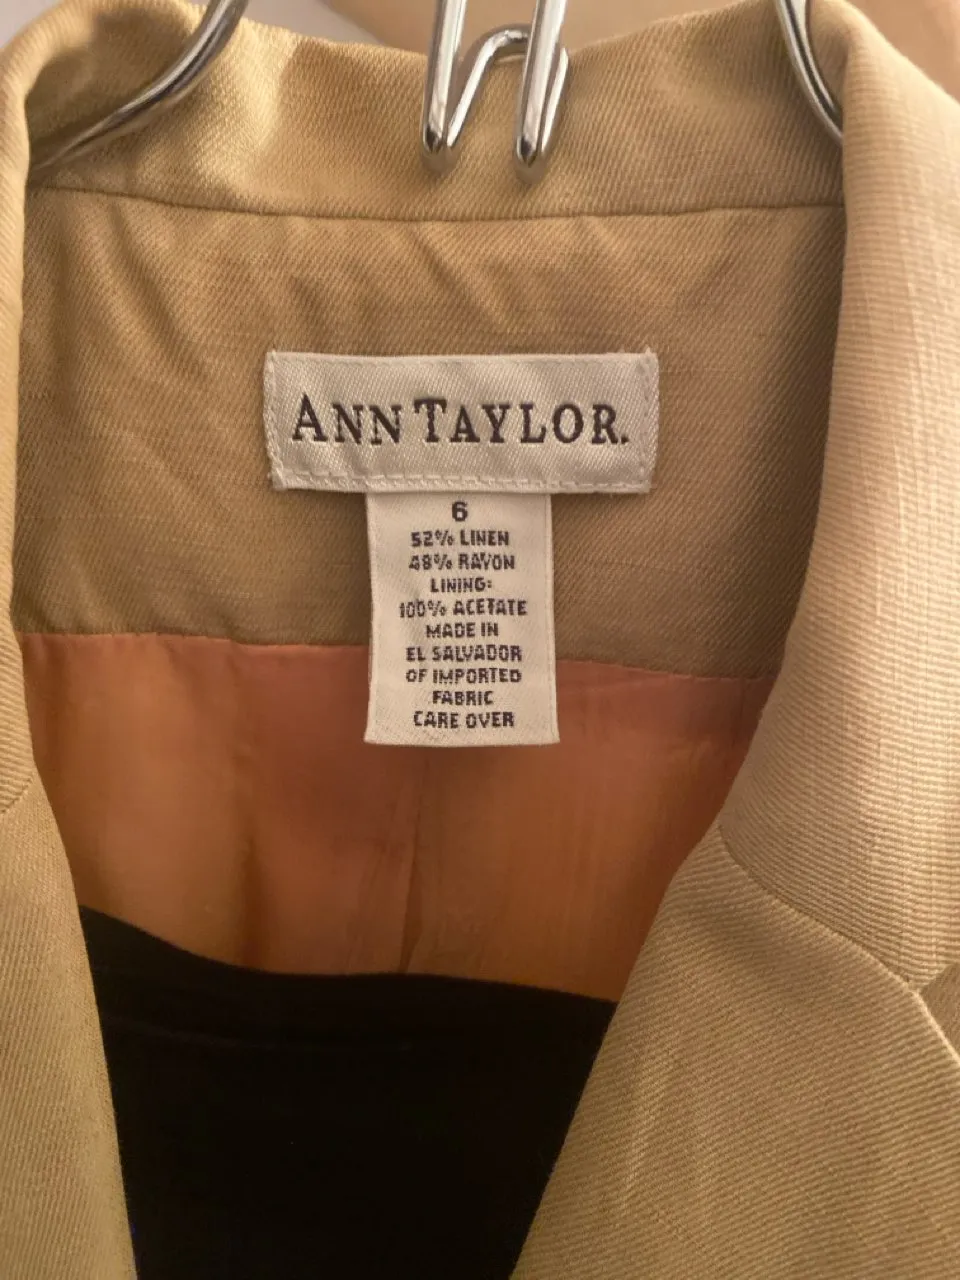 ANN TAYLOR.
6
52% LINEN
48% RAYON
LINING:
100% ACETATE
MADE IN
EL SALVADOR
OF IMPORTED
FABRIC
CARE OVER